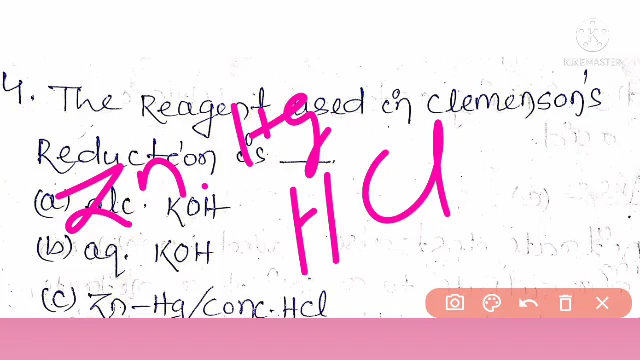 KINEMASTER
4. The Reagent used in Clemenson's
Reduction is ___.
(a) alc. KOH
(b) aq. KOH
(c) Zn-Hg/conc. HCl
Zn. Hg
HCl